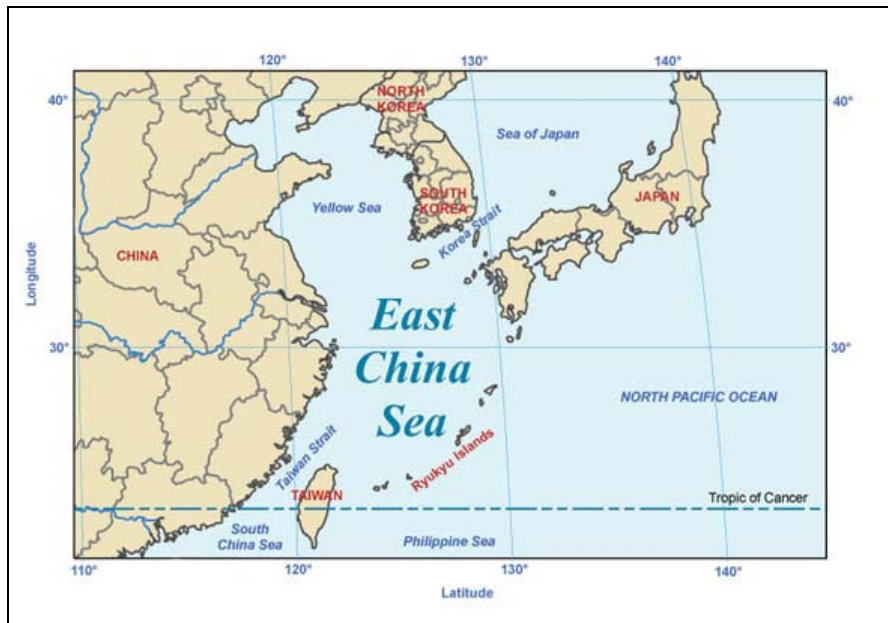 120°
130°
140°
40°
40°
NORTH
KOREA
Sea of Japan
SOUTH
KOREA
JAPAN
Yellow Sea
Korea Strait
CHINA
Longitude
East
China
Sea
30°
30°
NORTH PACIFIC OCEAN
Taiwan Strait
Ryukyu Islands
TAIWAN
Tropic of Cancer
South
China Sea
Philippine Sea
110°
120°
130°
140°
Latitude